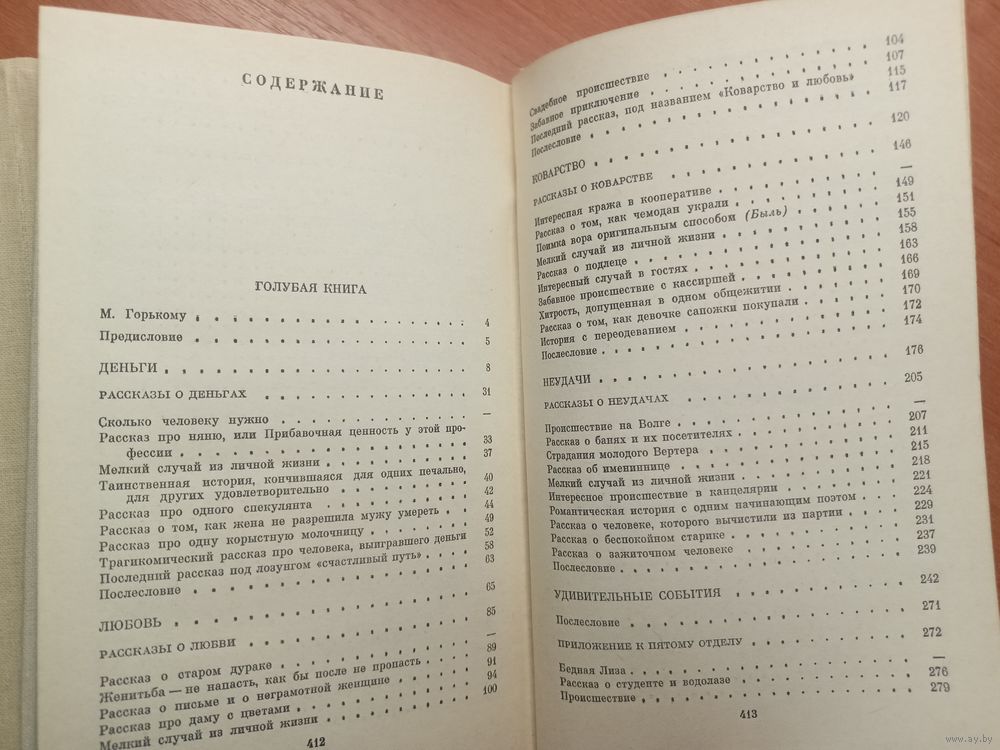 СОДЕРЖАНИЕ
ГОЛУБАЯ КНИГА
М. Горькому . . . . . . . . . . 4
Предисловие . . . . . . . . . . 5
ДЕНЬГИ . . . . . . . . . . 8
РАССКАЗЫ О ДЕНЬГАХ . . . . . . . . 31
Сколько человеку нужно . . . . . . . . —
Рассказ про няню, или Прибавочная ценность у этой про-
фессии . . . . . . . . . . 33
Мелкий случай из личной жизни . . . . . . 37
Таинственная история, кончившаяся для одних печально,
для других удовлетворительно . . . . . . 40
Рассказ про одного спекулянта . . . . . . 42
Рассказ о том, как жена не разрешила мужу умереть . . 44
Рассказ про одну корыстную молочницу . . . . . 49
Трагикомический рассказ про человека, выигравшего деньги 52
Последний рассказ под лозунгом «счастливый путь» . . . 58
Послесловие . . . . . . . . . . 63
ЛЮБОВЬ . . . . . . . . . . 65
РАССКАЗЫ О ЛЮБВИ . . . . . . . . 85
Рассказ о старом дураке . . . . . . . . —
Женитьба — не напасть, как бы после не пропасть . . . 89
Рассказ о письме и о неграмотной женщине . . . . 91
Рассказ про даму с цветами . . . . . . . 94
Мелкий случай из личной жизни . . . . . . 100
412
Свадебное происшествие . . . . . . . . 104
Забавное приключение . . . . . . . . 107
Последний рассказ, под названием «Коварство и любовь» 115
Послесловие . . . . . . . . . . 117
КОВАРСТВО . . . . . . . . . . 120
РАССКАЗЫ О КОВАРСТВЕ . . . . . . . . 146
Интересная кража в кооперативе . . . . . . —
Рассказ о том, как чемодан украли . . . . . . 149
Поимка вора оригинальным способом (Быль) . . . . 151
Мелкий случай из личной жизни . . . . . . 155
Рассказ о подлеце . . . . . . . . 158
Интересный случай в гостях . . . . . . . 163
Забавное происшествие с кассиршей . . . . . . 166
Хитрость, допущенная в одном общежитии . . . . 169
Рассказ о том, как девочке сапожки покупали . . . . 170
История с переодеванием . . . . . . . . 172
Послесловие . . . . . . . . . . 174
НЕУДАЧИ . . . . . . . . . . 176
РАССКАЗЫ О НЕУДАЧАХ . . . . . . . . 205
Происшествие на Волге . . . . . . . . —
Рассказ о банях и их посетителях . . . . . . 207
Страдания молодого Вертера . . . . . . . 211
Рассказ об имениннице . . . . . . . . 215
Мелкий случай из личной жизни . . . . . . 218
Интересное происшествие в канцелярии . . . . . 221
Романтическая история с одним начинающим поэтом . . 224
Рассказ о человеке, которого вычистили из партии . . . 229
Рассказ о беспокойном старике . . . . . . 231
Рассказ о зажиточном человеке . . . . . . 237
Послесловие . . . . . . . . . . 239
УДИВИТЕЛЬНЫЕ СОБЫТИЯ . . . . . . . . 242
Послесловие . . . . . . . . . . 271
ПРИЛОЖЕНИЕ К ПЯТОМУ ОТДЕЛУ . . . . . . 272
Бедная Лиза . . . . . . . . . . —
Рассказ о студенте и водолазе . . . . . . . 276
Происшествие . . . . . . . . . . 279
413
www.ay.by